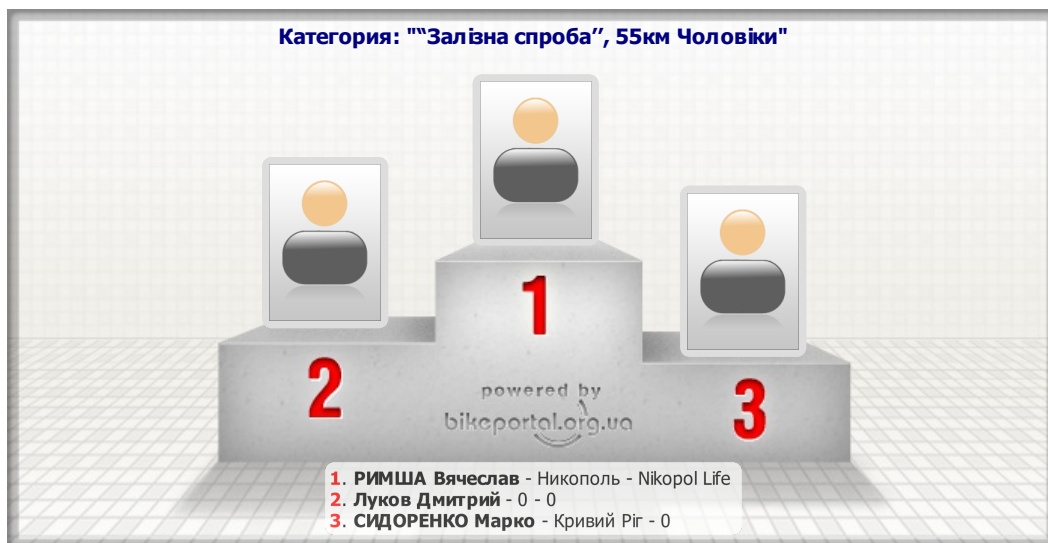 Категория: "“Залізна спроба”, 55км Чоловіки"
1
2
3
powered by
bikeportal.org.ua
1. РИМША Вячеслав - Никополь - Nikopol Life
2. Луков Дмитрий - 0 - 0
3. СИДОРЕНКО Марко - Кривий Ріг - 0